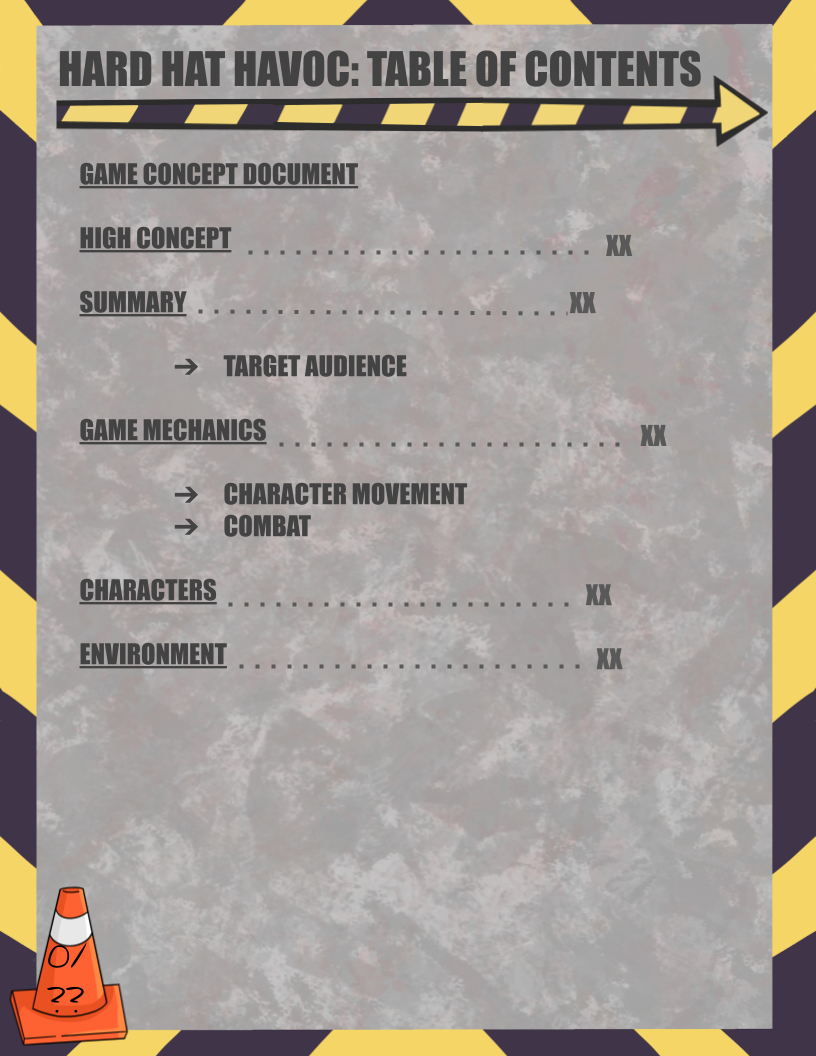 HARD HAT HAVOC: TABLE OF CONTENTS
GAME CONCEPT DOCUMENT
HIGH CONCEPT . . . . . . . . . . . . . . . . . . . . . . XX
SUMMARY . . . . . . . . . . . . . . . . . . . . . . . . XX
➔ TARGET AUDIENCE
GAME MECHANICS . . . . . . . . . . . . . . . . . . . . . . XX
➔ CHARACTER MOVEMENT
➔ COMBAT
CHARACTERS . . . . . . . . . . . . . . . . . . . . . . XX
ENVIRONMENT . . . . . . . . . . . . . . . . . . . . . . XX
0/
??